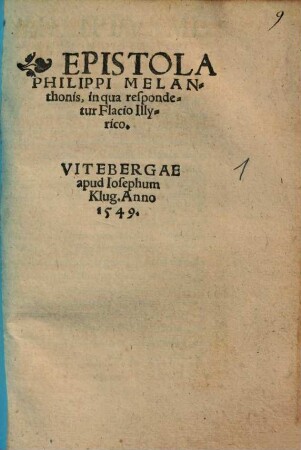 9
EPISTOLA
PHILIPPI MELAN-
thonis, in qua responde-
tur Flacio Illy-
rico.
1
VITEBERGAE
apud Iosephum
Klug. Anno
1549.